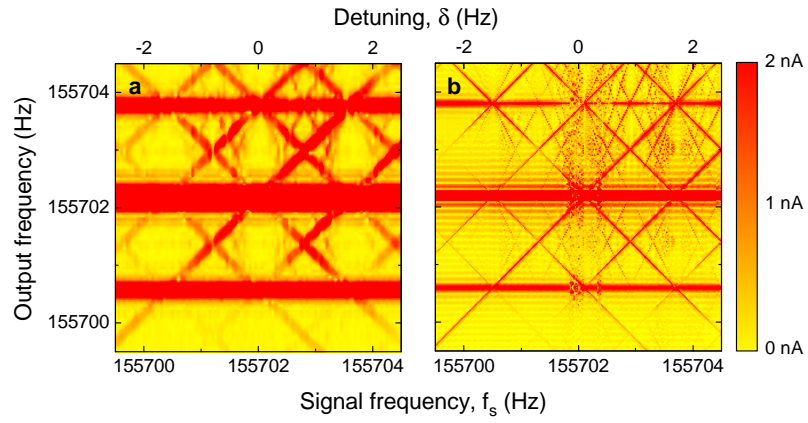 Detuning, δ (Hz)
-2 0 2 -2 0 2
a b
155704
155702
155700
Output frequency (Hz)
155700 155702 155704 155700 155702 155704
Signal frequency, f_s (Hz)
2 nA
1 nA
0 nA